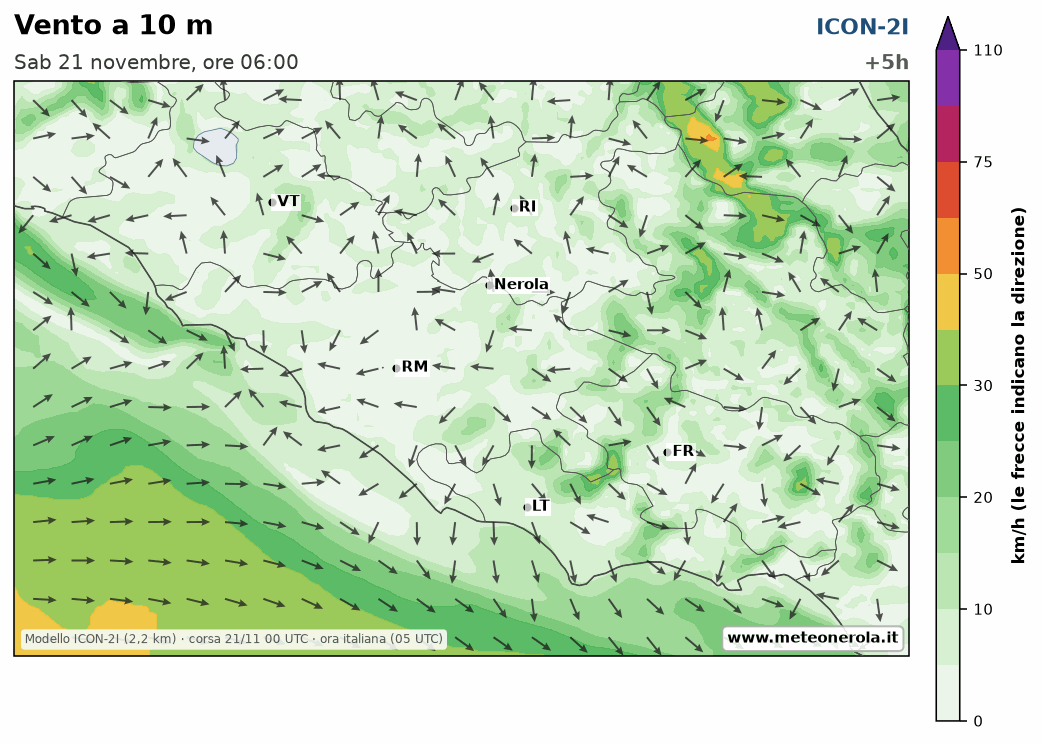 Vento a 10 m
ICON-2I
Sab 21 novembre, ore 06:00
+5h
110
75
50
30
20
10
0
km/h (le frecce indicano la direzione)
VT
RI
Nerola
RM
FR
LT
Modello ICON-2I (2,2 km) · corsa 21/11 00 UTC · ora italiana (05 UTC)
www.meteonerola.it